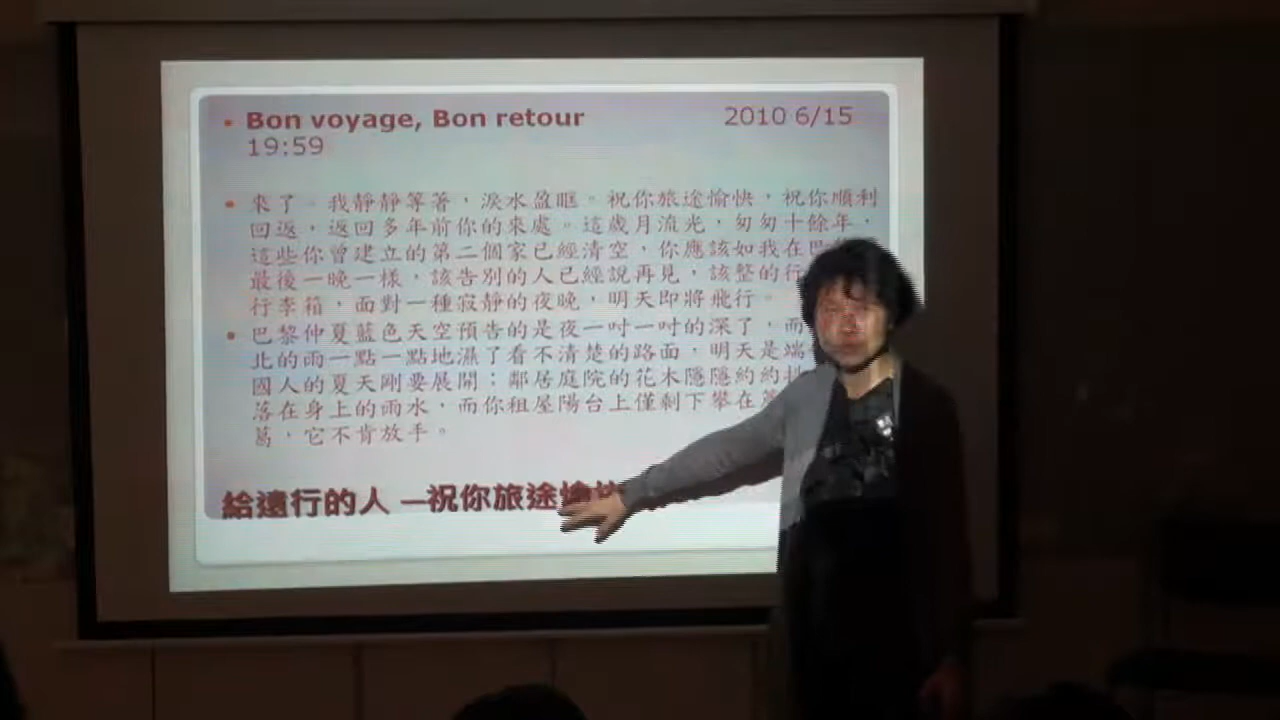 Bon voyage, Bon retour 2010 6/15
19:59
來了。我靜靜等著，淚水盈眶。祝你旅途愉快，祝你順利
回返，返回多年前你的來處。這歲月流光，匆匆十餘年，
這些你曾建立的第二個家已經清空，你應該如我在巴
最後一晚一樣，該告別的人已經說再見，該整的行
行李箱，面對一種寂靜的夜晚，明天即將飛行。
巴黎仲夏藍色天空預告的是夜一吋一吋的深了，而
北的雨一點一點地濕了看不清楚的路面，明天是端
國人的夏天剛要展開；鄰居庭院的花木隱隱約約
落在身上的雨水，而你租屋陽台上僅剩下攀在
葛，它不肯放手。
給遠行的人 —祝你旅途愉快